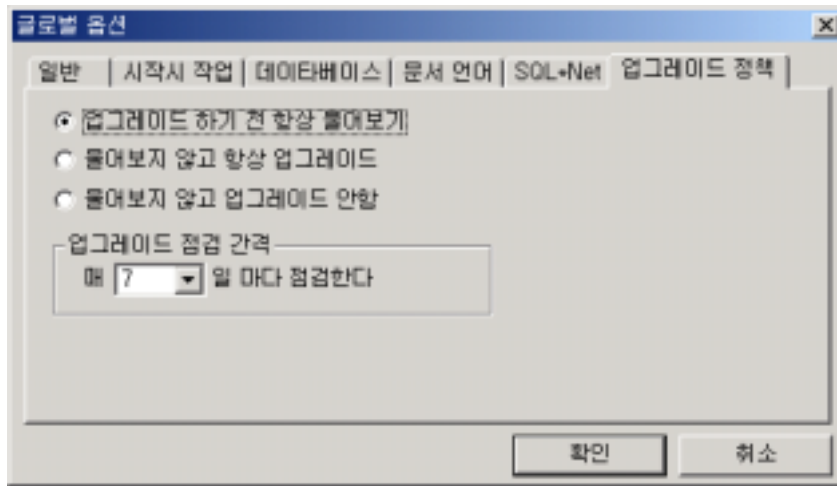 글로벌 옵션
일반 시작시 작업 데이타베이스 문서 언어 SQL*Net 업그레이드 정책
업그레이드 하기 전 항상 물어보기
물어보지 않고 항상 업그레이드
물어보지 않고 업그레이드 안함
업그레이드 점검 간격
매 7 일 마다 점검한다
확인 취소